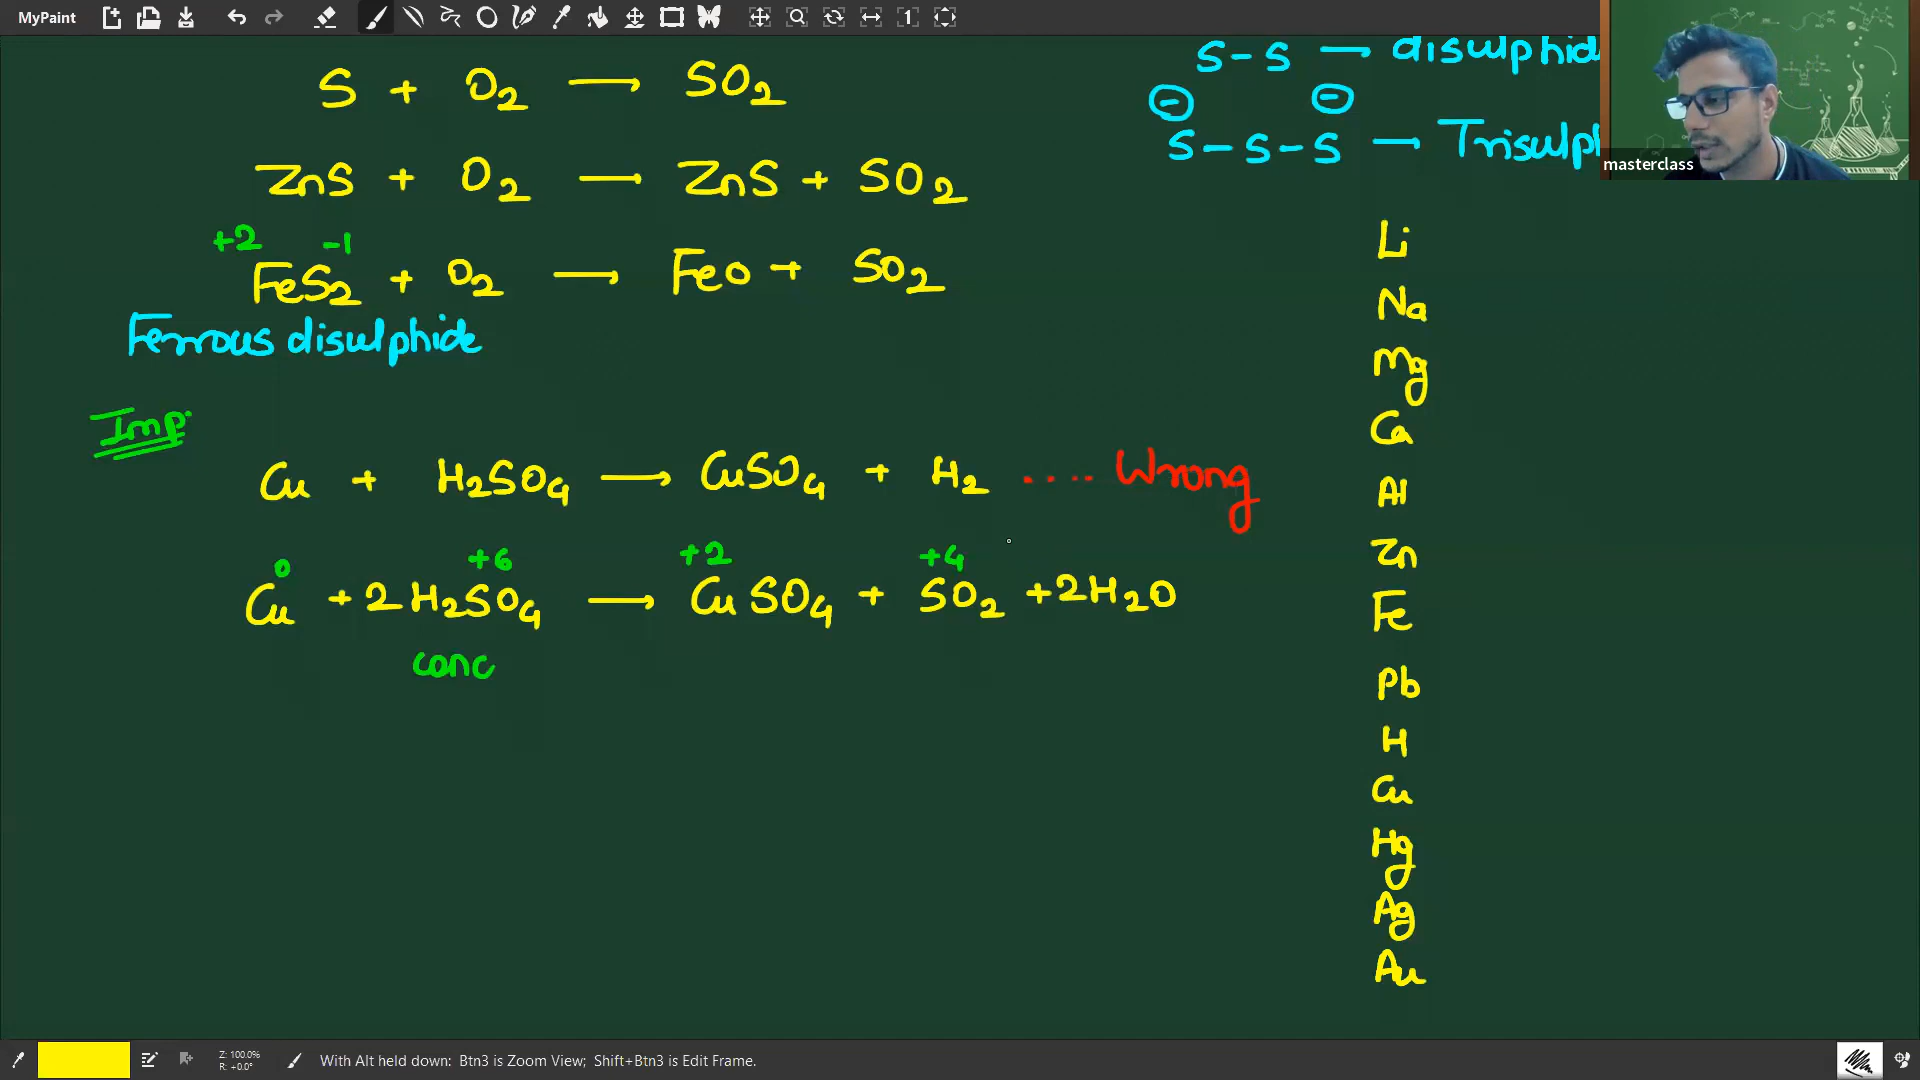 MyPaint
S + O2 → SO2
ZnS + O2 → ZnS + SO2
+2 -1
FeS2 + O2 → FeO + SO2
Ferrous disulphide
S-S → disulphide
⊖ ⊖
S-S-S → Trisulph
masterclass
Imp.
Cu + H2SO4 → CuSO4 + H2 .... Wrong
0 +6 +2 +4
Cu + 2H2SO4 → CuSO4 + SO2 + 2H2O
conc
Li
Na
Mg
Ca
Al
Zn
Fe
Pb
H
Cu
Hg
Ag
Au
Z: 100.0%
R: +0.0°
With Alt held down: Btn3 is Zoom View; Shift+Btn3 is Edit Frame.